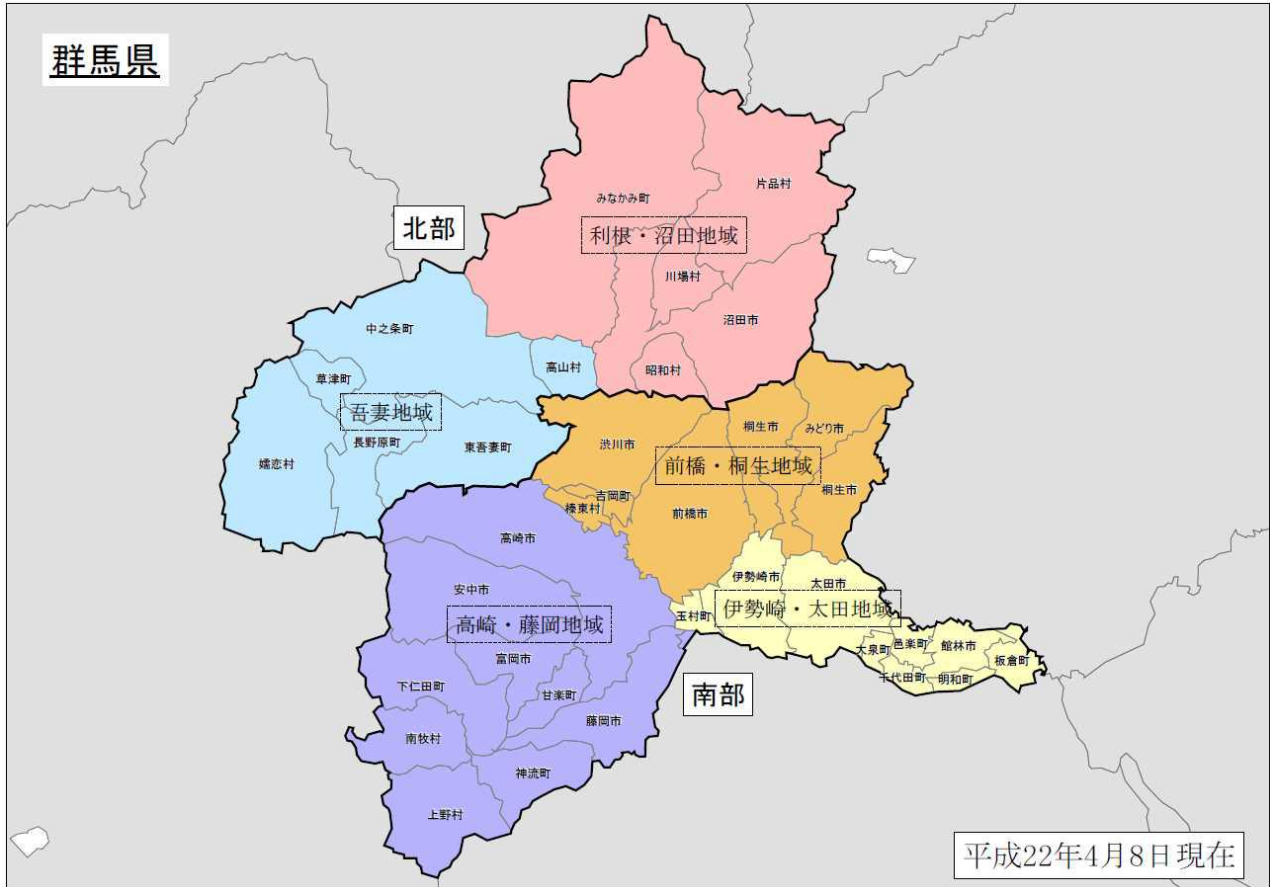 群馬県
みなかみ町
片品村
北部
利根・沼田地域
川場村
中之条町
沼田市
高山村
昭和村
草津町
吾妻地域
桐生市
みどり市
長野原町
東吾妻町
渋川市
嬬恋村
前橋・桐生地域
桐生市
吉岡町
榛東村
前橋市
高崎市
伊勢崎市
太田市
安中市
伊勢崎・太田地域
玉村町
高崎・藤岡地域
邑楽町
館林市
大泉町
板倉町
富岡市
千代田町
明和町
下仁田町
甘楽町
南部
藤岡市
南牧村
神流町
上野村
平成22年4月8日現在